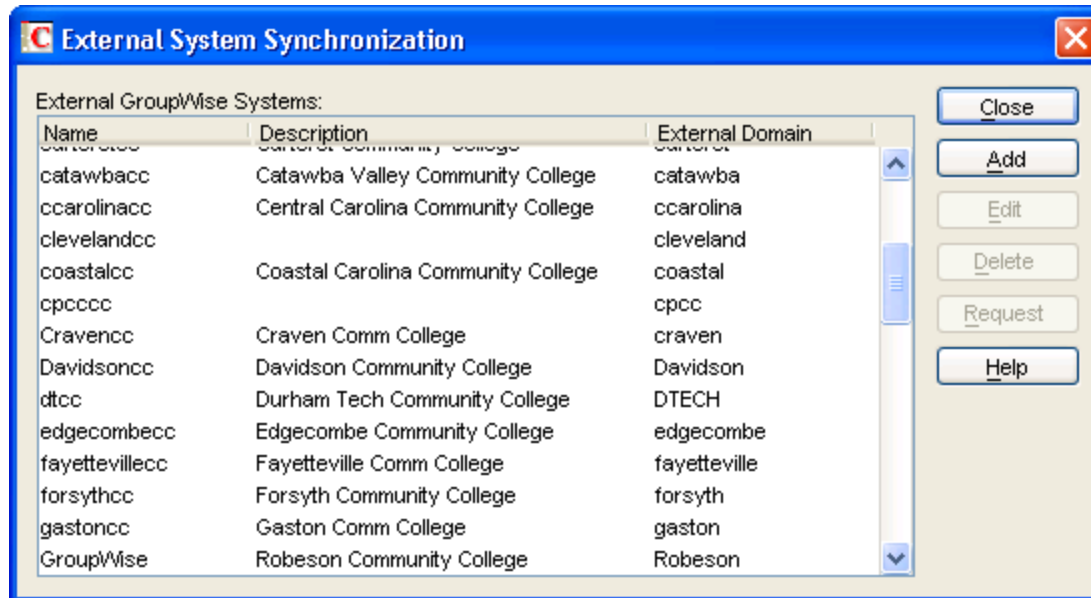 External System Synchronization
External GroupWise Systems:
Name Description External Domain
catawbacc Catawba Valley Community College catawba
ccarolinacc Central Carolina Community College ccarolina
clevelandcc cleveland
coastalcc Coastal Carolina Community College coastal
cpcccc cpcc
Cravencc Craven Comm College craven
Davidsoncc Davidson Community College Davidson
dtcc Durham Tech Community College DTECH
edgecombecc Edgecombe Community College edgecombe
fayettevillecc Fayetteville Comm College fayetteville
forsythcc Forsyth Community College forsyth
gastoncc Gaston Comm College gaston
GroupWise Robeson Community College Robeson
Close
Add
Edit
Delete
Request
Help